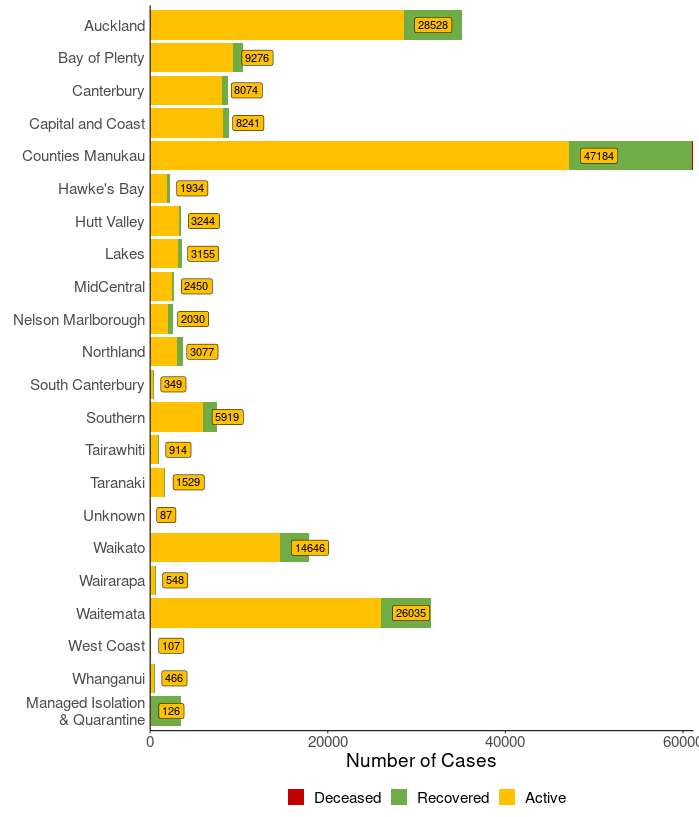 Auckland 28528
Bay of Plenty 9276
Canterbury 8074
Capital and Coast 8241
Counties Manukau 47184
Hawke's Bay 1934
Hutt Valley 3244
Lakes 3155
MidCentral 2450
Nelson Marlborough 2030
Northland 3077
South Canterbury 349
Southern 5919
Tairawhiti 914
Taranaki 1529
Unknown 87
Waikato 14646
Wairarapa 548
Waitemata 26035
West Coast 107
Whanganui 466
Managed Isolation
& Quarantine 126
0 20000 40000 60000
Number of Cases
Deceased Recovered Active